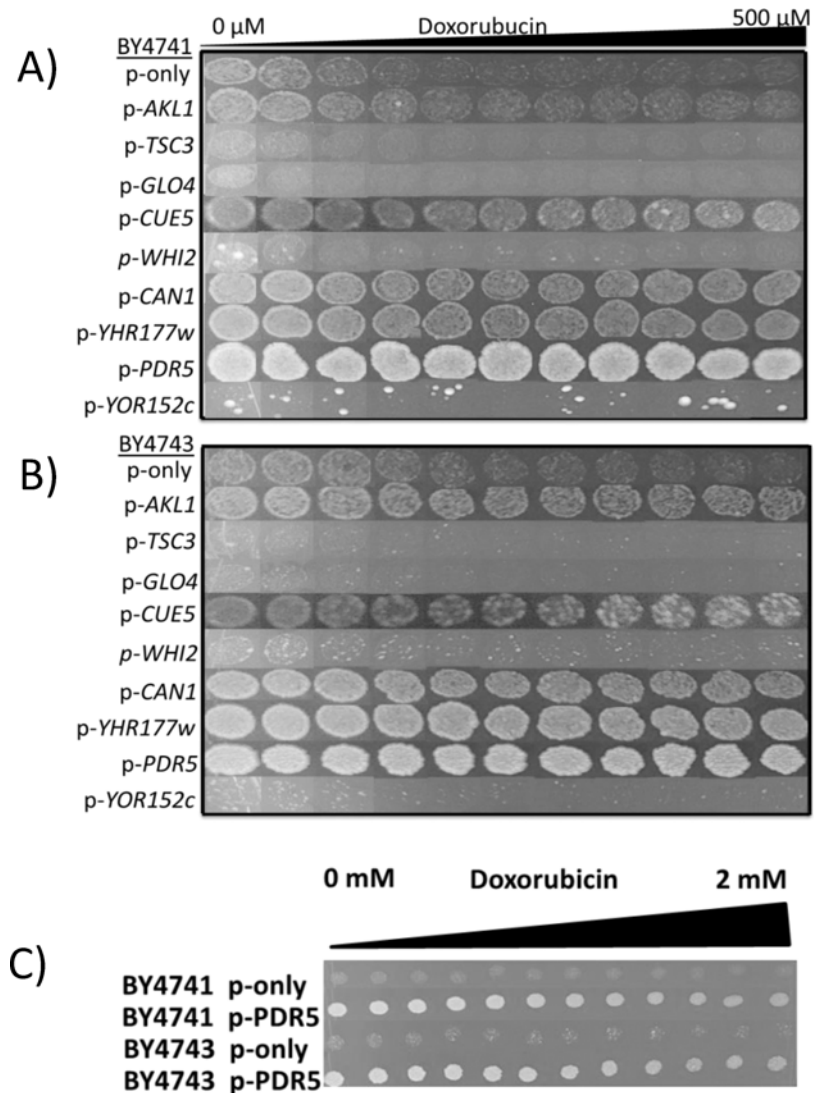 A)
0 µM Doxorubucin 500 µM
BY4741
p-only
p-AKL1
p-TSC3
p-GLO4
p-CUE5
p-WHI2
p-CAN1
p-YHR177w
p-PDR5
p-YOR152c
B)
BY4743
p-only
p-AKL1
p-TSC3
p-GLO4
p-CUE5
p-WHI2
p-CAN1
p-YHR177w
p-PDR5
p-YOR152c
C)
0 mM Doxorubicin 2 mM
BY4741 p-only
BY4741 p-PDR5
BY4743 p-only
BY4743 p-PDR5